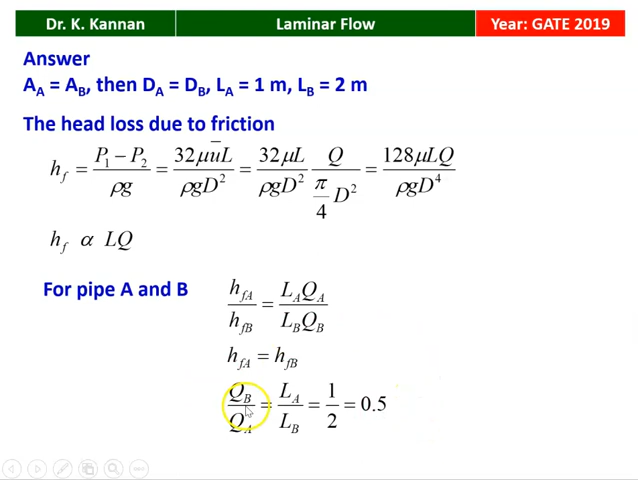 Dr. K. Kannan
Laminar Flow
Year: GATE 2019
Answer
A_A = A_B, then D_A = D_B, L_A = 1 m, L_B = 2 m
The head loss due to friction
h_f = (P_1 − P_2)/(ρg) = (32μu̅L)/(ρgD^2) = (32μL)/(ρgD^2) Q/((π/4) D^2) = (128μLQ)/(ρgD^4)
h_f α LQ
For pipe A and B
h_fA/h_fB = (L_A Q_A)/(L_B Q_B)
h_fA = h_fB
Q_B/Q_A = L_A/L_B = 1/2 = 0.5